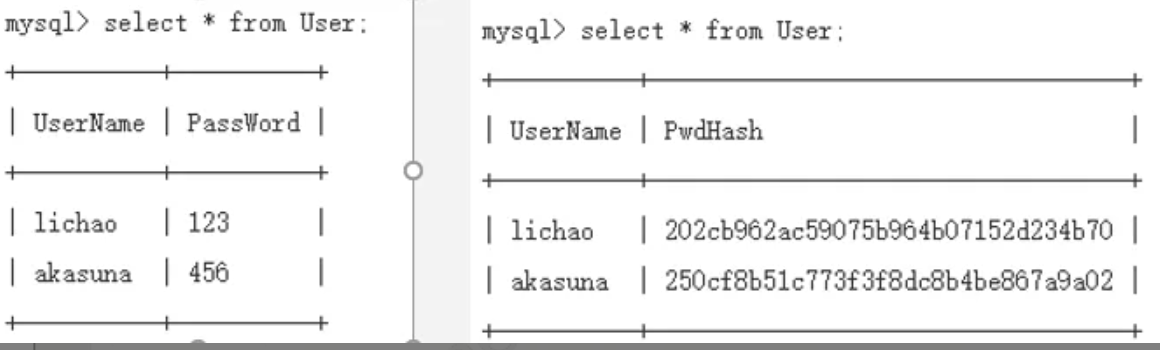 mysql> select * from User;
| UserName | PassWord |
| lichao | 123 |
| akasuna | 456 |
mysql> select * from User;
| UserName | PwdHash |
| lichao | 202cb962ac59075b964b07152d234b70 |
| akasuna | 250cf8b51c773f3f8dc8b4be867a9a02 |